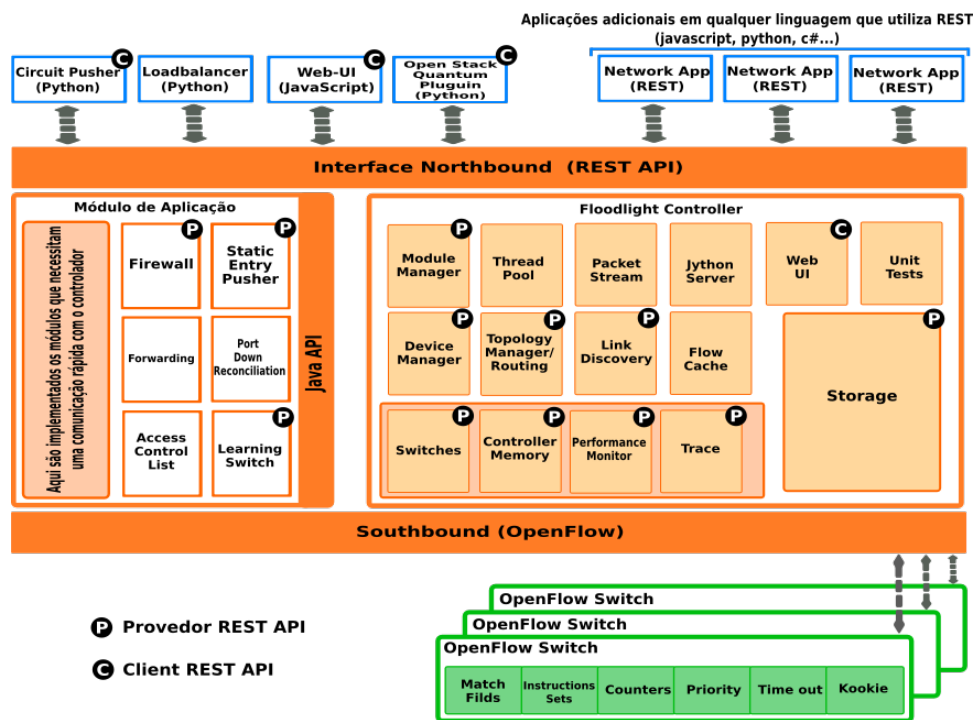 Aplicações adicionais em qualquer linguagem que utiliza REST
(javascript, python, c#...)
Circuit Pusher
(Python)
C
Loadbalancer
(Python)
Web-UI
(JavaScript)
C
Open Stack
Quantum
Pluguin
(Python)
C
Network App
(REST)
Network App
(REST)
Network App
(REST)
Interface Northbound (REST API)
Módulo de Aplicação
Aqui são implementados os módulos que necessitam
uma comunicação rápida com o controlador
Firewall
P
Static
Entry
Pusher
P
Forwarding
Port
Down
Reconciliation
Access
Control
List
Learning
Switch
P
Java API
Floodlight Controller
Module
Manager
P
Thread
Pool
Packet
Stream
Jython
Server
Web
UI
C
Unit
Tests
Device
Manager
P
Topology
Manager/
Routing
P
Link
Discovery
P
Flow
Cache
Storage
P
Switches
P
Controller
Memory
P
Performance
Monitor
P
Trace
P
Southbound (OpenFlow)
P Provedor REST API
C Client REST API
OpenFlow Switch
OpenFlow Switch
OpenFlow Switch
Match
Filds
Instructions
Sets
Counters
Priority
Time out
Kookie